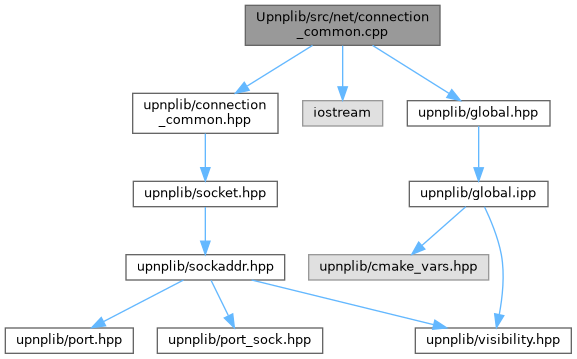 Upnplib/src/net/connection
_common.cpp
upnplib/connection
_common.hpp
iostream
upnplib/global.hpp
upnplib/socket.hpp
upnplib/global.ipp
upnplib/sockaddr.hpp
upnplib/cmake_vars.hpp
upnplib/port.hpp
upnplib/port_sock.hpp
upnplib/visibility.hpp